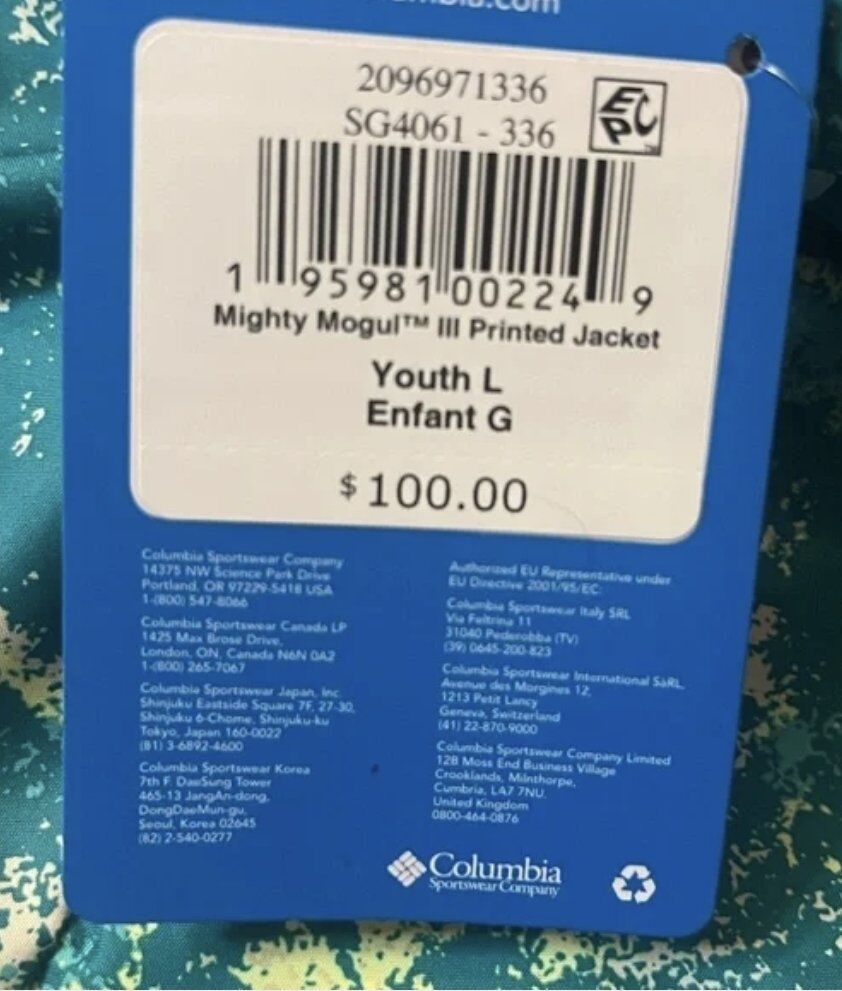 2096971336
SG4061 - 336
EPC
1 95981 00224 9
Mighty Mogul™ III Printed Jacket
Youth L
Enfant G
$100.00
Columbia Sportswear Company
14375 NW Science Park Drive
Portland, OR 97229-5418 USA
1-(800) 547-8066
Columbia Sportswear Canada LP
1425 Max Brose Drive,
London, ON, Canada N6N 0A2
1-(800) 265-7067
Columbia Sportswear Japan, Inc
Shinjuku Eastside Square 7F, 27-30,
Shinjuku 6-Chome, Shinjuku-ku
Tokyo, Japan 160-0022
(81) 3-6892-4600
Columbia Sportswear Korea
7th F DaeSung Tower
465-13 JangAn-dong,
DongDaeMun-gu,
Seoul, Korea 02645
(82) 2-540-0277
Authorized EU Representative under
EU Directive 2001/95/EC
Columbia Sportswear Italy SRL
Via Feltrina 11
31040 Pederobba (TV)
(39) 0645-200-823
Columbia Sportswear International SàRL
Avenue des Morgines 12,
1213 Petit Lancy
Geneva, Switzerland
(41) 22-870-9000
Columbia Sportswear Company Limited
12B Moss End Business Village
Crooklands, Milnthorpe,
Cumbria, LA7 7NU
United Kingdom
0800-464-0876
Columbia
Sportswear Company